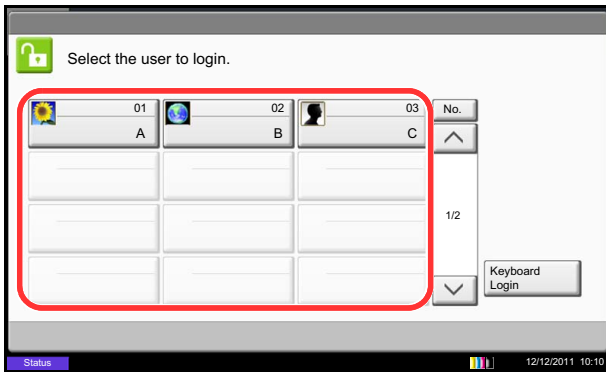 Select the user to login.
01 02 03 No.
A B C
1/2
Keyboard
Login
Status 12/12/2011 10:10